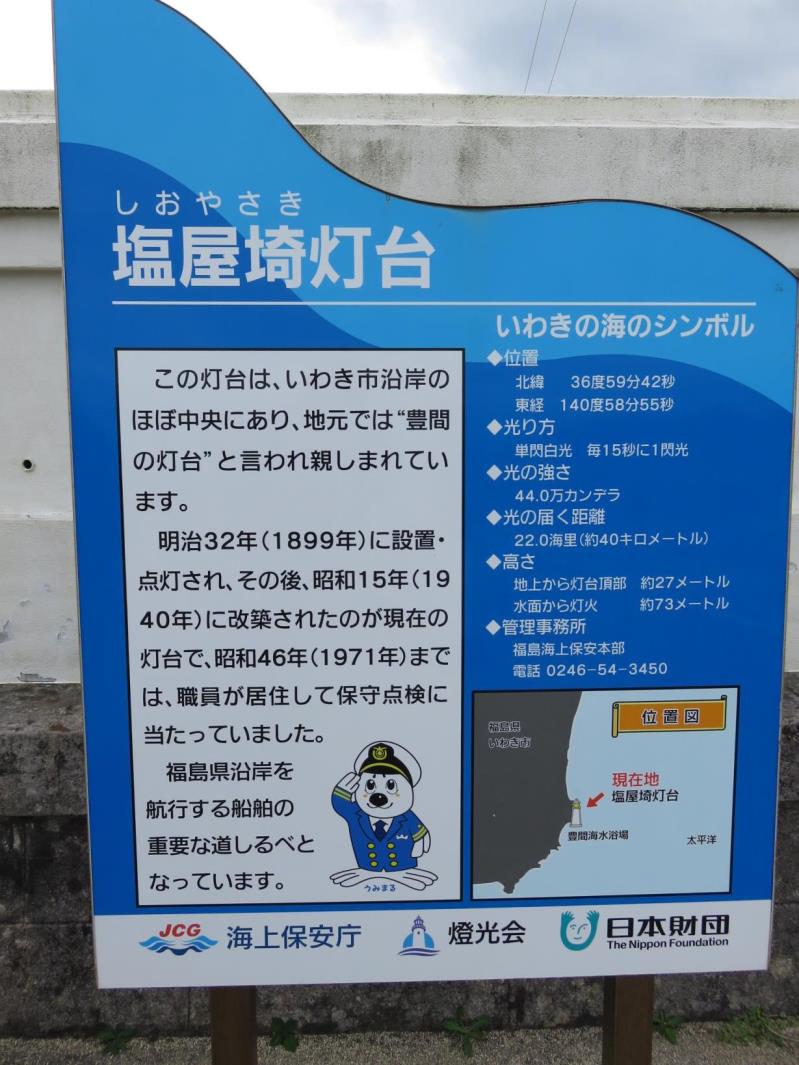 しおやさき
塩屋埼灯台
いわきの海のシンボル
この灯台は、いわき市沿岸の
ほぼ中央にあり、地元では“豊間
の灯台”と言われ親しまれてい
ます。
明治32年（1899年）に設置・
点灯され、その後、昭和15年（19
40年）に改築されたのが現在の
灯台で、昭和46年（1971年）まで
は、職員が居住して保守点検に
当たっていました。
福島県沿岸を
航行する船舶の
重要な道しるべと
なっています。
うみまる
◆位置
北緯　36度59分42秒
東経　140度58分55秒
◆光り方
単閃白光　毎15秒に1閃光
◆光の強さ
44.0万カンデラ
◆光の届く距離
22.0海里（約40キロメートル）
◆高さ
地上から灯台頂部　約27メートル
水面から灯火　約73メートル
◆管理事務所
福島海上保安本部
電話 0246-54-3450
位置図
福島県
いわき市
現在地
塩屋埼灯台
豊間海水浴場
太平洋
JCG 海上保安庁
燈光会
日本財団
The Nippon Foundation